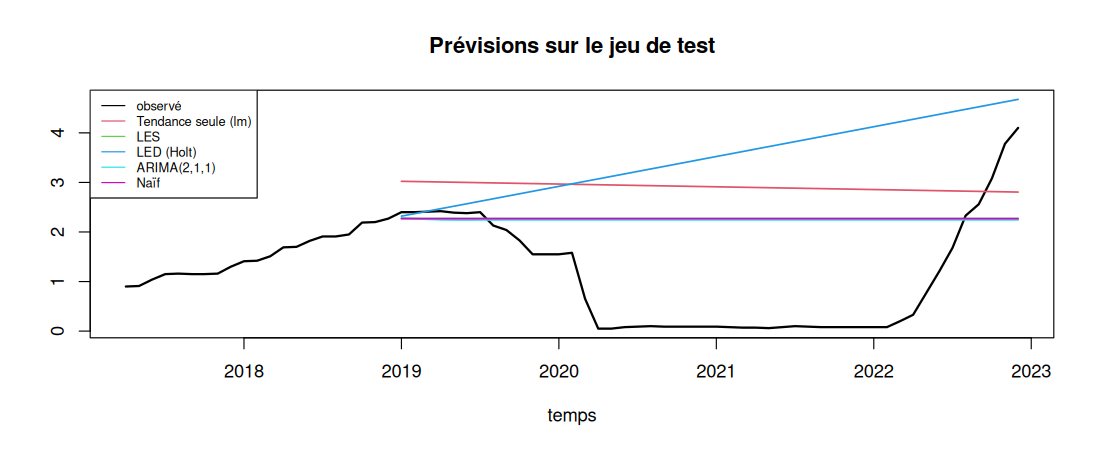 Prévisions sur le jeu de test
observé
Tendance seule (lm)
LES
LED (Holt)
ARIMA(2,1,1)
Naïf
4
3
2
1
0
2018 2019 2020 2021 2022 2023
temps